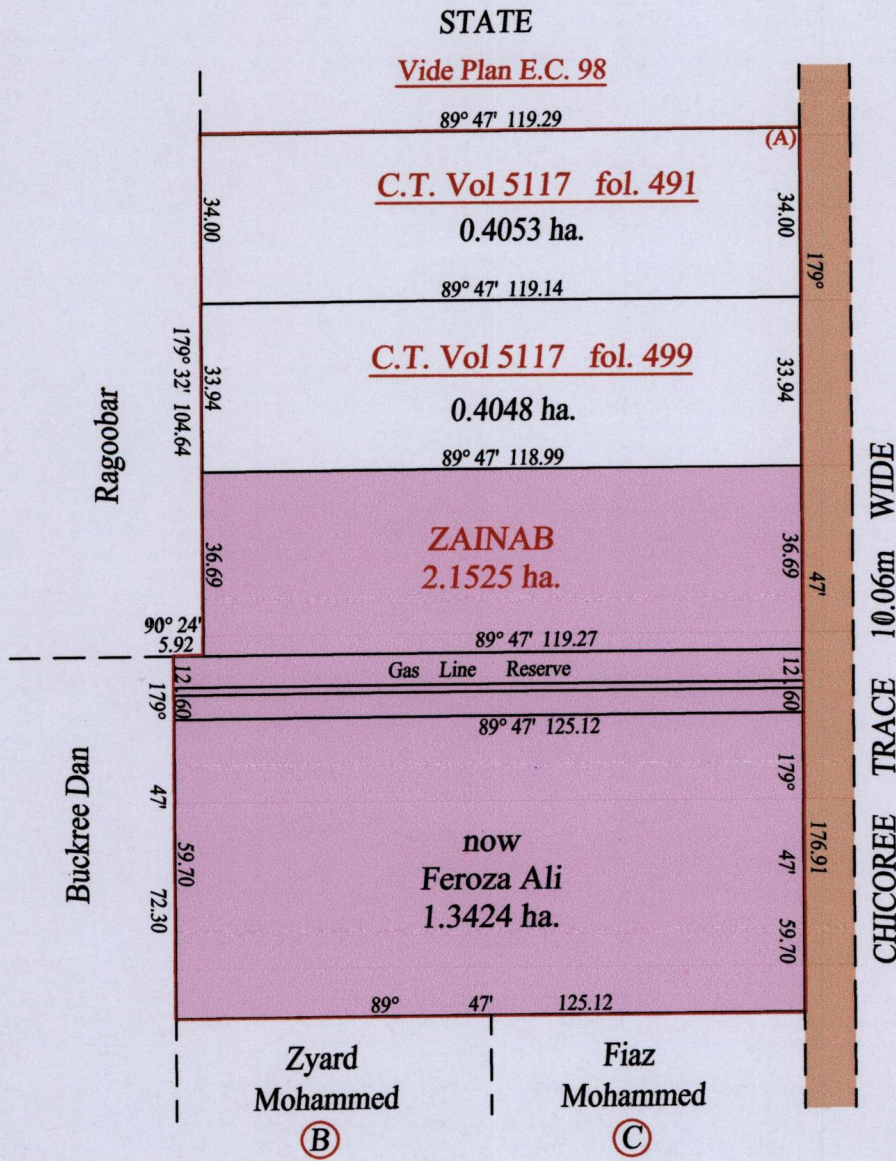 STATE
Vide Plan E.C. 98
89° 47' 119.29
(A)
C.T. Vol 5117 fol. 491
0.4053 ha.
34.00
34.00
179°
89° 47' 119.14
C.T. Vol 5117 fol. 499
0.4048 ha.
33.94
33.94
179° 32' 104.64
Ragoobar
89° 47' 118.99
ZAINAB
2.1525 ha.
36.69
36.69
47'
CHICOREE TRACE 10.06m WIDE
90° 24'
5.92
89° 47' 119.27
Gas Line Reserve
12.60
12.60
89° 47' 125.12
179° 47' 72.30
59.70
Buckree Dan
now
Feroza Ali
1.3424 ha.
179° 47' 59.70
176.91
89° 47' 125.12
Zyard
Mohammed
B
Fiaz
Mohammed
C